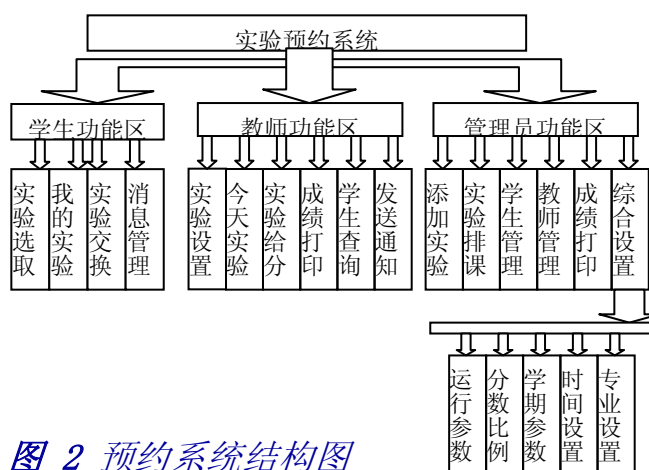 实验预约系统
学生功能区
教师功能区
管理员功能区
实验选取
我的实验
实验交换
消息管理
实验设置
今天实验
实验给分
成绩打印
学生查询
发送通知
添加实验
实验排课
学生管理
教师管理
成绩打印
综合设置
运行参数
分数比例
学期参数
时间设置
专业设置
图 2 预约系统结构图